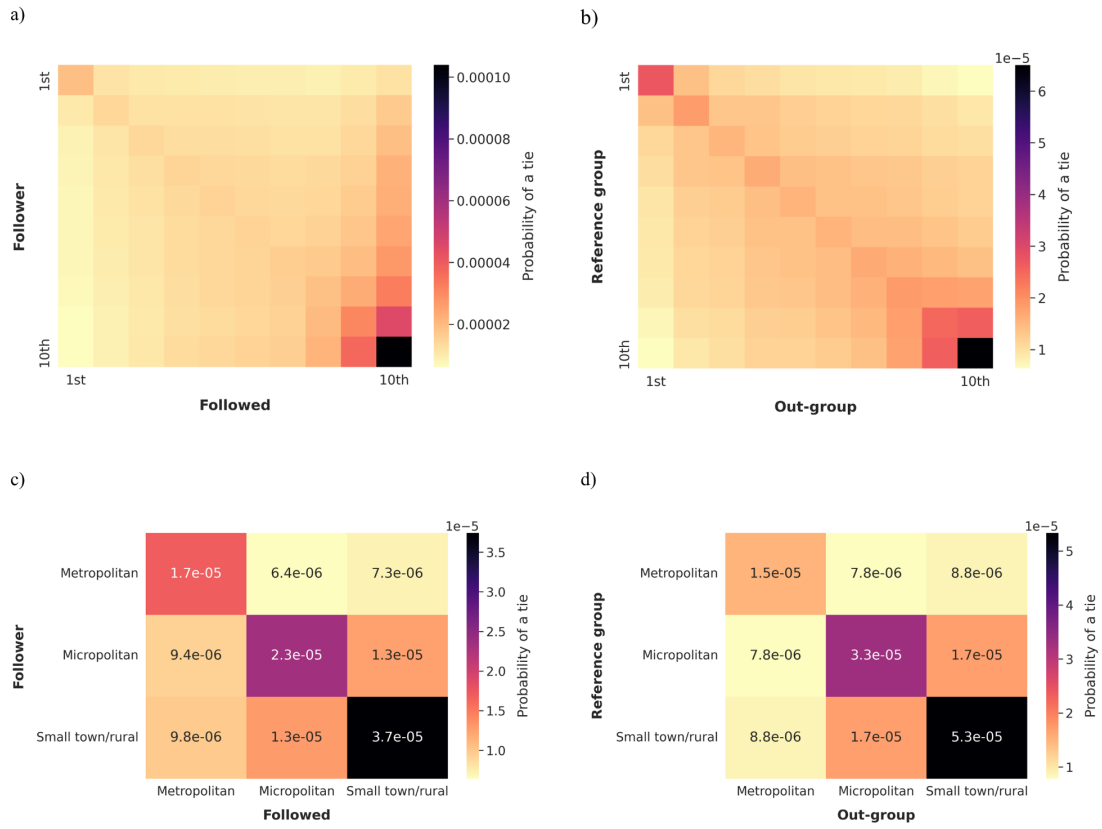 a)
1st
10th
Follower
1st
10th
Followed
0.00010
0.00008
0.00006
0.00004
0.00002
Probability of a tie
b)
1st
10th
Reference group
1st
10th
Out-group
1e−5
6
5
4
3
2
1
Probability of a tie
c)
Follower
Metropolitan
Micropolitan
Small town/rural
1.7e-05 6.4e-06 7.3e-06
9.4e-06 2.3e-05 1.3e-05
9.8e-06 1.3e-05 3.7e-05
Metropolitan Micropolitan Small town/rural
Followed
1e−5
3.5
3.0
2.5
2.0
1.5
1.0
Probability of a tie
d)
Reference group
Metropolitan
Micropolitan
Small town/rural
1.5e-05 7.8e-06 8.8e-06
7.8e-06 3.3e-05 1.7e-05
8.8e-06 1.7e-05 5.3e-05
Metropolitan Micropolitan Small town/rural
Out-group
1e−5
5
4
3
2
1
Probability of a tie